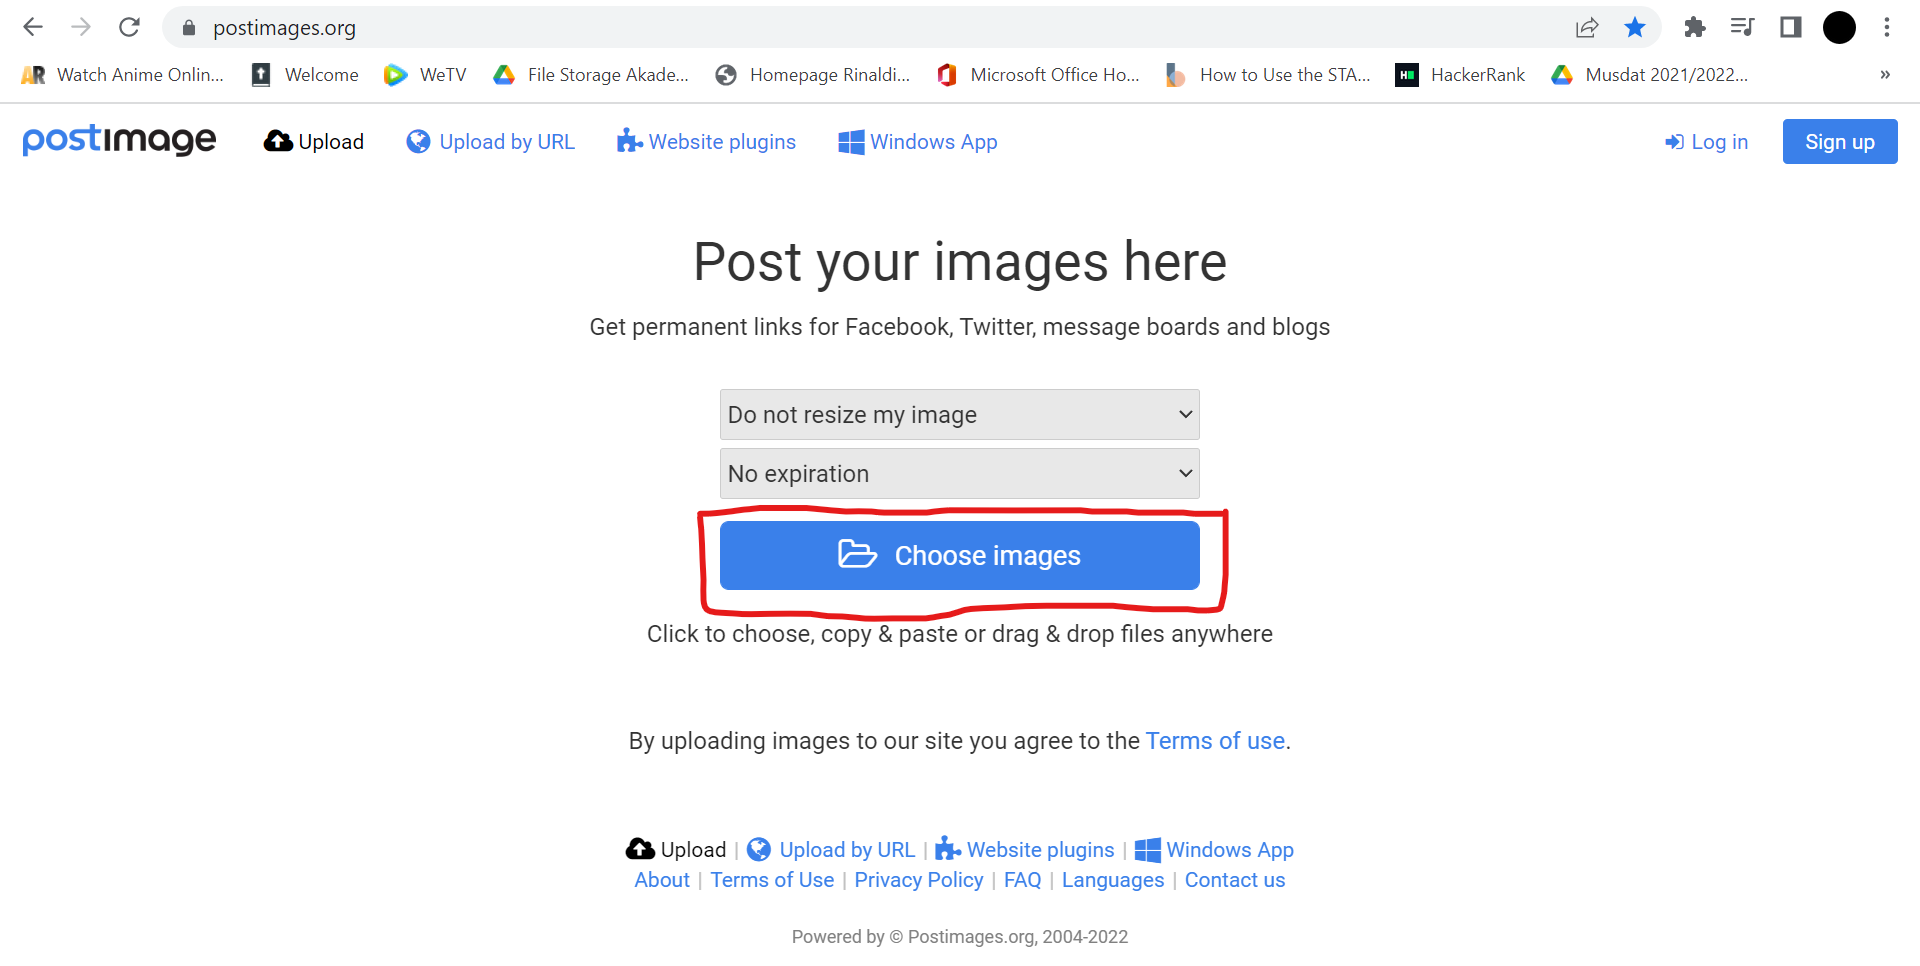 postimages.org
Watch Anime Onlin... Welcome WeTV File Storage Akade... Homepage Rinaldi... Microsoft Office Ho... How to Use the STA... HackerRank Musdat 2021/2022... »
postimage Upload Upload by URL Website plugins Windows App Log in Sign up
Post your images here
Get permanent links for Facebook, Twitter, message boards and blogs
Do not resize my image
No expiration
Choose images
Click to choose, copy & paste or drag & drop files anywhere
By uploading images to our site you agree to the Terms of use.
Upload | Upload by URL | Website plugins | Windows App
About | Terms of Use | Privacy Policy | FAQ | Languages | Contact us
Powered by © Postimages.org, 2004-2022